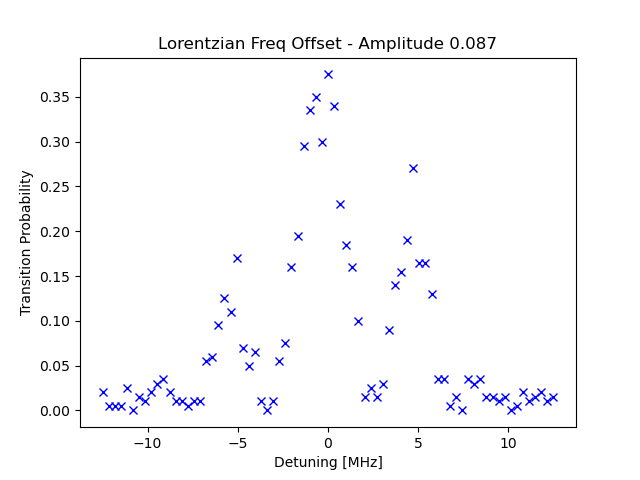 Lorentzian Freq Offset - Amplitude 0.087
Transition Probability
0.35
0.30
0.25
0.20
0.15
0.10
0.05
0.00
−10 −5 0 5 10
Detuning [MHz]